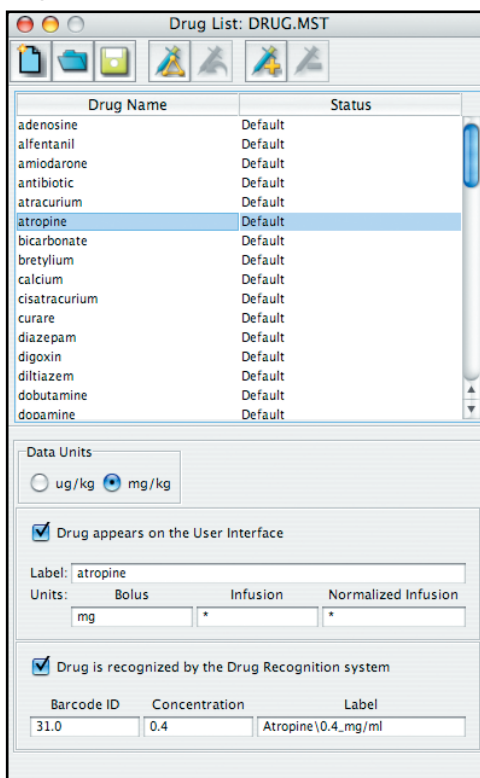 Drug List: DRUG.MST
Drug Name Status
adenosine Default
alfentanil Default
amiodarone Default
antibiotic Default
atracurium Default
atropine Default
bicarbonate Default
bretylium Default
calcium Default
cisatracurium Default
curare Default
diazepam Default
digoxin Default
diltiazem Default
dobutamine Default
dopamine Default
Data Units
ug/kg mg/kg
Drug appears on the User Interface
Label: atropine
Units: Bolus Infusion Normalized Infusion
mg * *
Drug is recognized by the Drug Recognition system
Barcode ID Concentration Label
31.0 0.4 Atropine\0.4_mg/ml